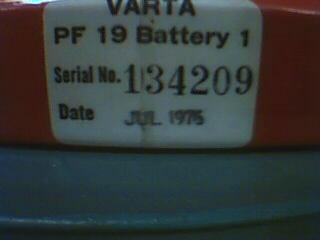 VARTA
PF 19 Battery 1
Serial No. 134209
Date JUL 1975